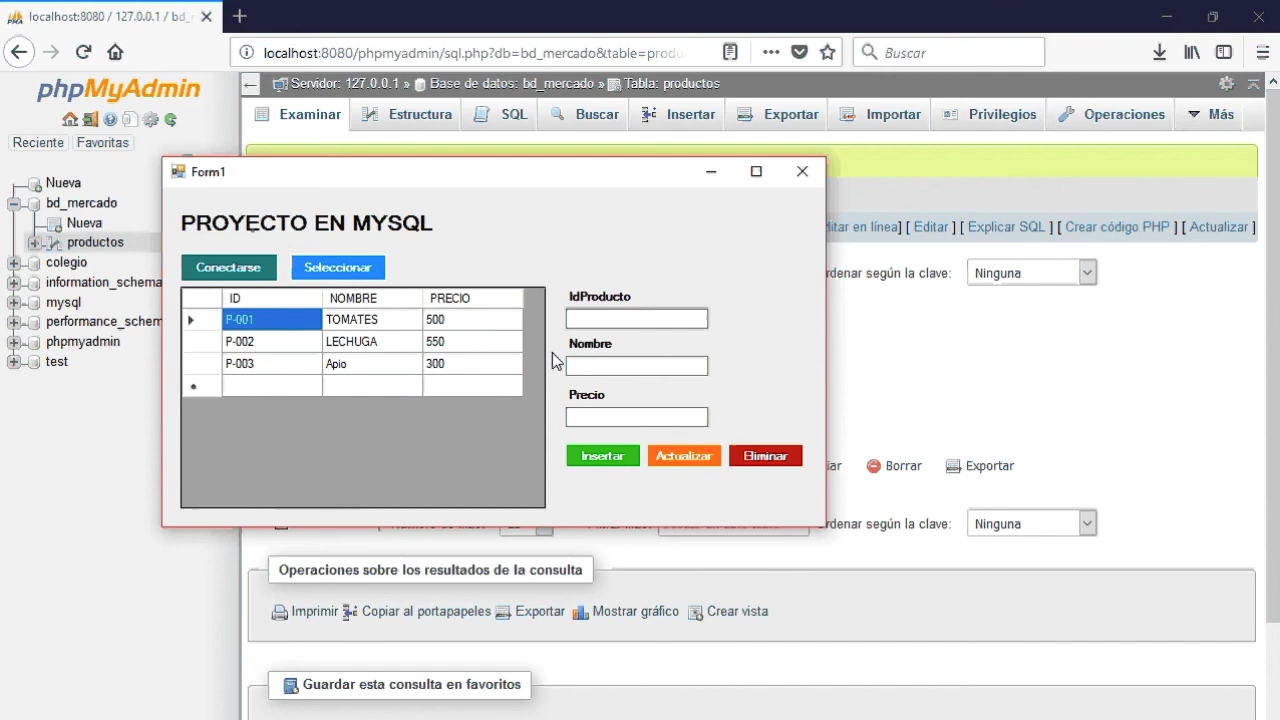 localhost:8080 / 127.0.0.1 / bd_
localhost:8080/phpmyadmin/sql.php?db=bd_mercado&table=produ
Buscar
phpMyAdmin
Servidor: 127.0.0.1 » Base de datos: bd_mercado » Tabla: productos
Examinar Estructura SQL Buscar Insertar Exportar Importar Privilegios Operaciones Más
Reciente Favoritas
Nueva
bd_mercado
Nueva
productos
colegio
information_schema
mysql
performance_schem
phpmyadmin
test
Form1
PROYECTO EN MYSQL
Conectarse Seleccionar
ID NOMBRE PRECIO
P-001 TOMATES 500
P-002 LECHUGA 550
P-003 Apio 300
IdProducto
Nombre
Precio
Insertar Actualizar Eliminar
en línea] [ Editar ] [ Explicar SQL ] [ Crear código PHP ] [ Actualizar ]
rdenar según la clave: Ninguna
iar Borrar Exportar
rdenar según la clave: Ninguna
Operaciones sobre los resultados de la consulta
Imprimir Copiar al portapapeles Exportar Mostrar gráfico Crear vista
Guardar esta consulta en favoritos